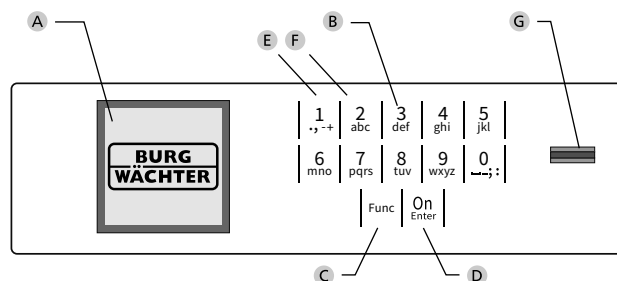 A
B
G
E F
1 2 3 4 5
.,-+ abc def ghi jkl
BURG
WÄCHTER
6 7 8 9 0
mno pqrs tuv wxyz ⎵–;:
Func On
Enter
C
D